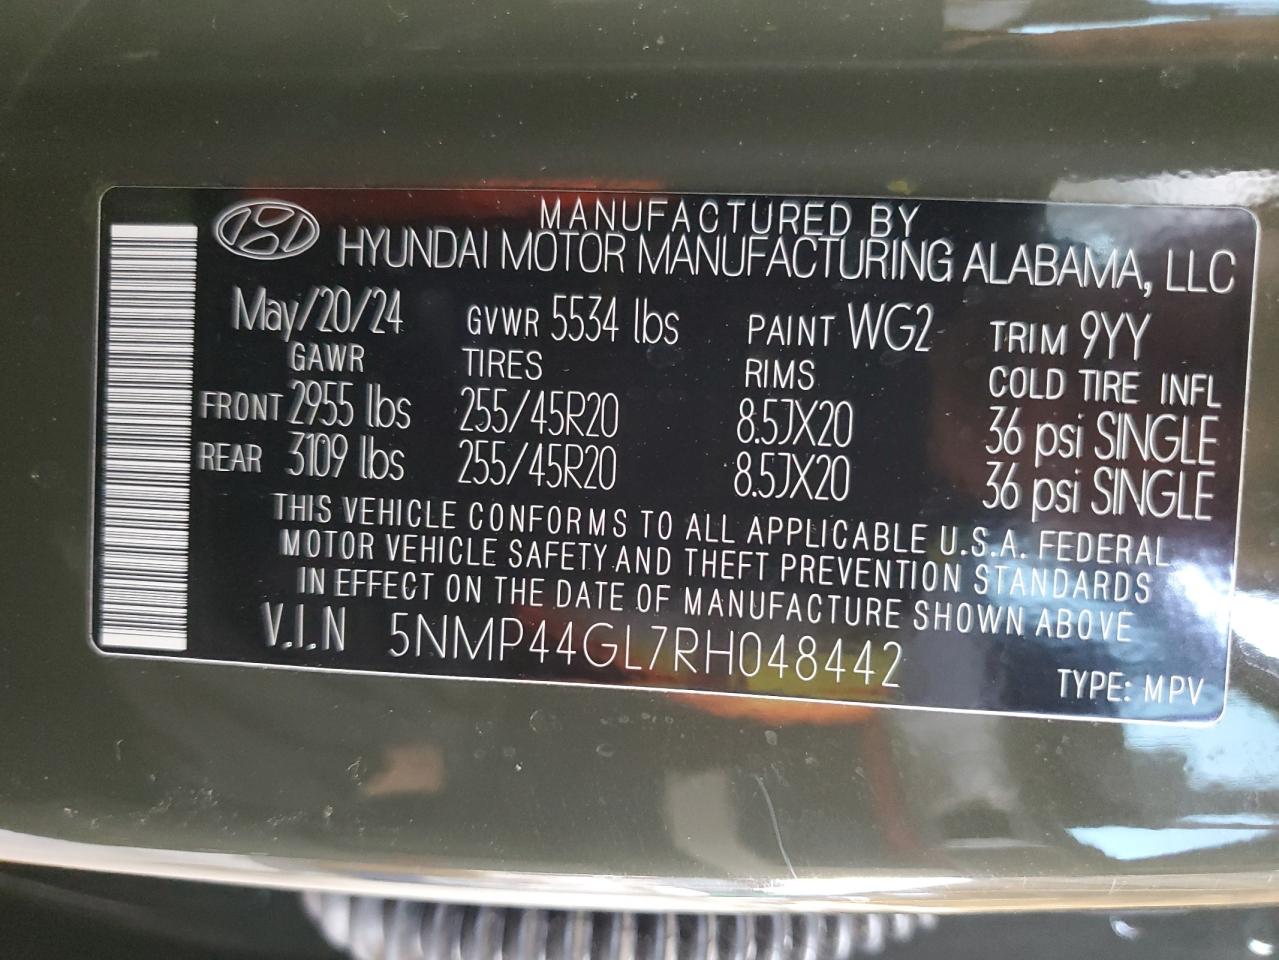 MANUFACTURED BY
HYUNDAI MOTOR MANUFACTURING ALABAMA, LLC
May/20/24 GVWR 5534 lbs PAINT WG2 TRIM 9YY
GAWR TIRES RIMS COLD TIRE INFL
FRONT 2955 lbs 255/45R20 8.5JX20 36 psi SINGLE
REAR 3109 lbs 255/45R20 8.5JX20 36 psi SINGLE
THIS VEHICLE CONFORMS TO ALL APPLICABLE U.S.A. FEDERAL
MOTOR VEHICLE SAFETY AND THEFT PREVENTION STANDARDS
IN EFFECT ON THE DATE OF MANUFACTURE SHOWN ABOVE
V.I.N 5NMP44GL7RH048442
TYPE: MPV